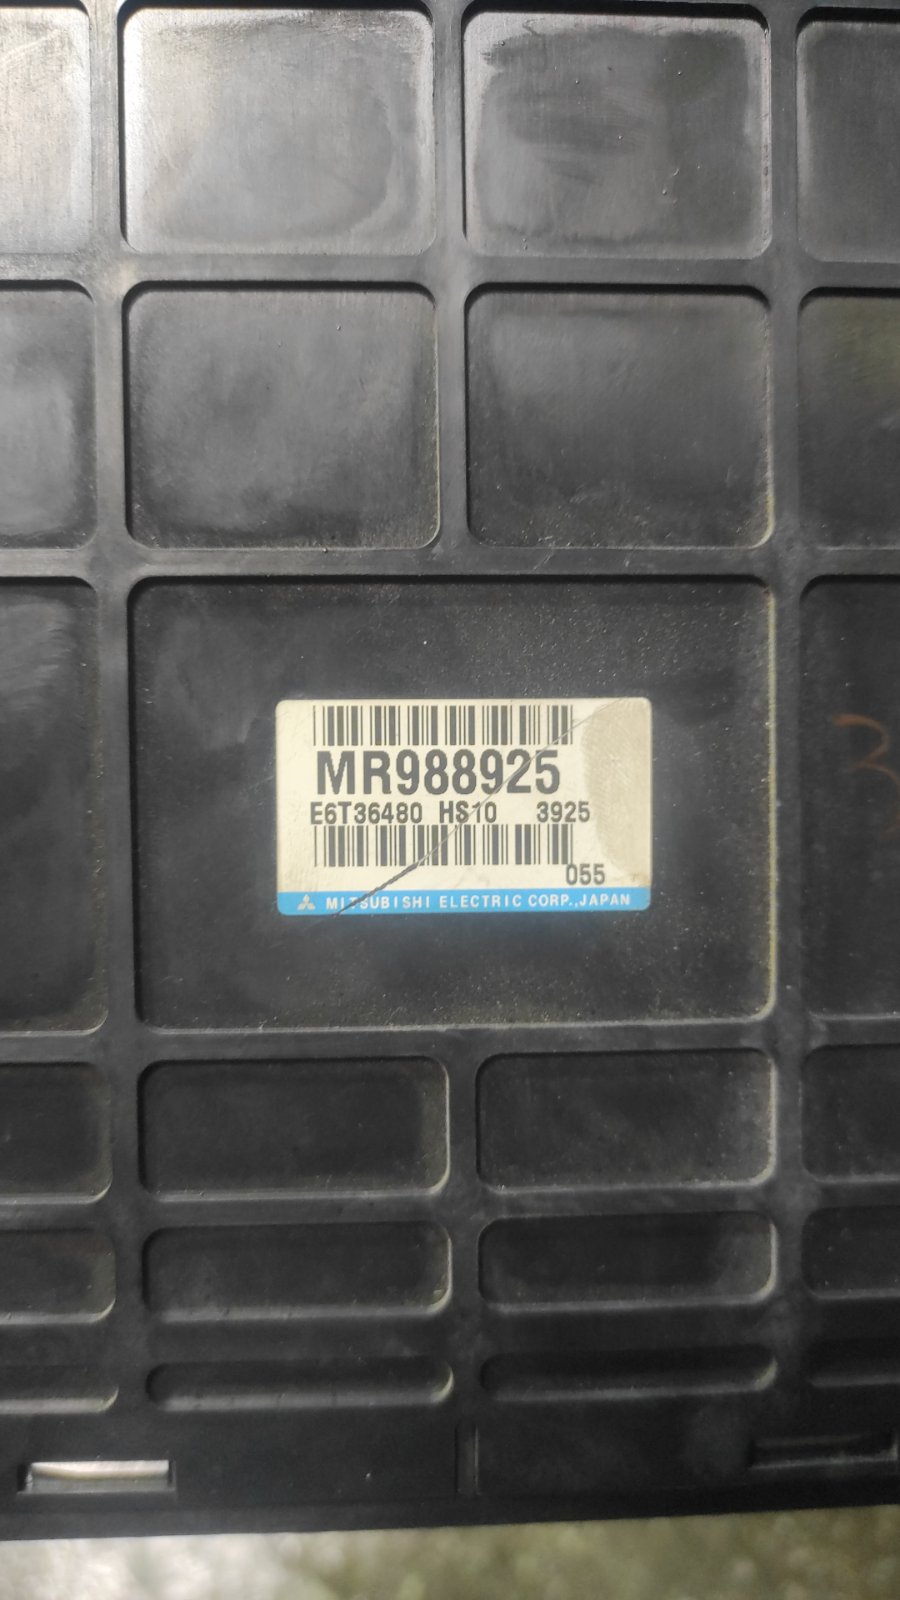 MR988925
E6T36480 HS10 3925
055
MITSUBISHI ELECTRIC CORP.,JAPAN